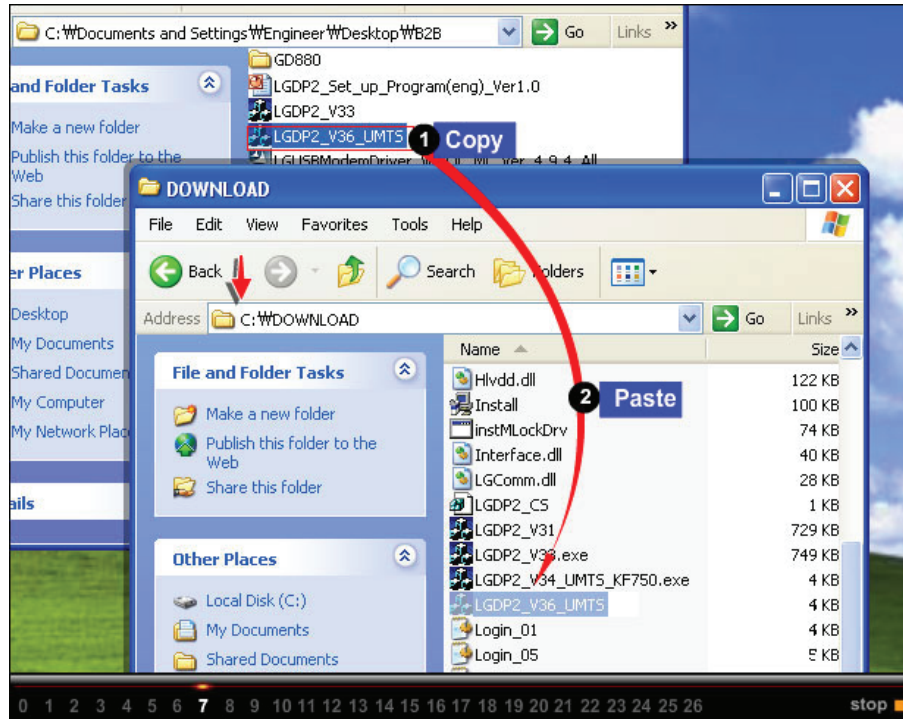 C:₩Documents and Settings₩Engineer₩Desktop₩B2B Go Links »
GD880
and Folder Tasks
LGDP2_Set_up_Program(eng)_Ver1.0
LGDP2_V33
Make a new folder
LGDP2_V36_UMTS 1 Copy
Publish this folder to the
Web
Share this folder
DOWNLOAD
File Edit View Favorites Tools Help
Back Search Folders
er Places
Desktop
My Documents
Shared Documen
My Computer
My Network Plac
ails
Address C:₩DOWNLOAD Go Links »
Name Size
File and Folder Tasks
Make a new folder
Publish this folder to the
Web
Share this folder
Other Places
Local Disk (C:)
My Documents
Shared Documents
Hlvdd.dll 122 KB
Install 100 KB
2 Paste
instMLockDrv 74 KB
Interface.dll 40 KB
LGComm.dll 28 KB
LGDP2_CS 1 KB
LGDP2_V31 729 KB
LGDP2_V33.exe 749 KB
LGDP2_V34_UMTS_KF750.exe 4 KB
LGDP2_V36_UMTS 4 KB
Login_01 4 KB
Login_05 5 KB
0 1 2 3 4 5 6 7 8 9 10 11 12 13 14 15 16 17 18 19 20 21 22 23 24 25 26 stop